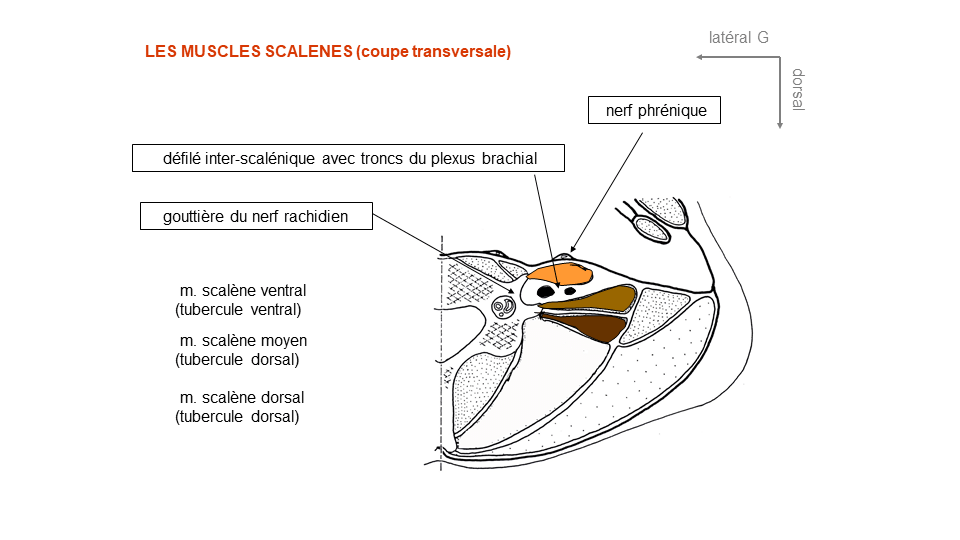 LES MUSCLES SCALENES (coupe transversale)
latéral G
dorsal
nerf phrénique
défilé inter-scalénique avec troncs du plexus brachial
gouttière du nerf rachidien
m. scalène ventral
(tubercule ventral)
m. scalène moyen
(tubercule dorsal)
m. scalène dorsal
(tubercule dorsal)